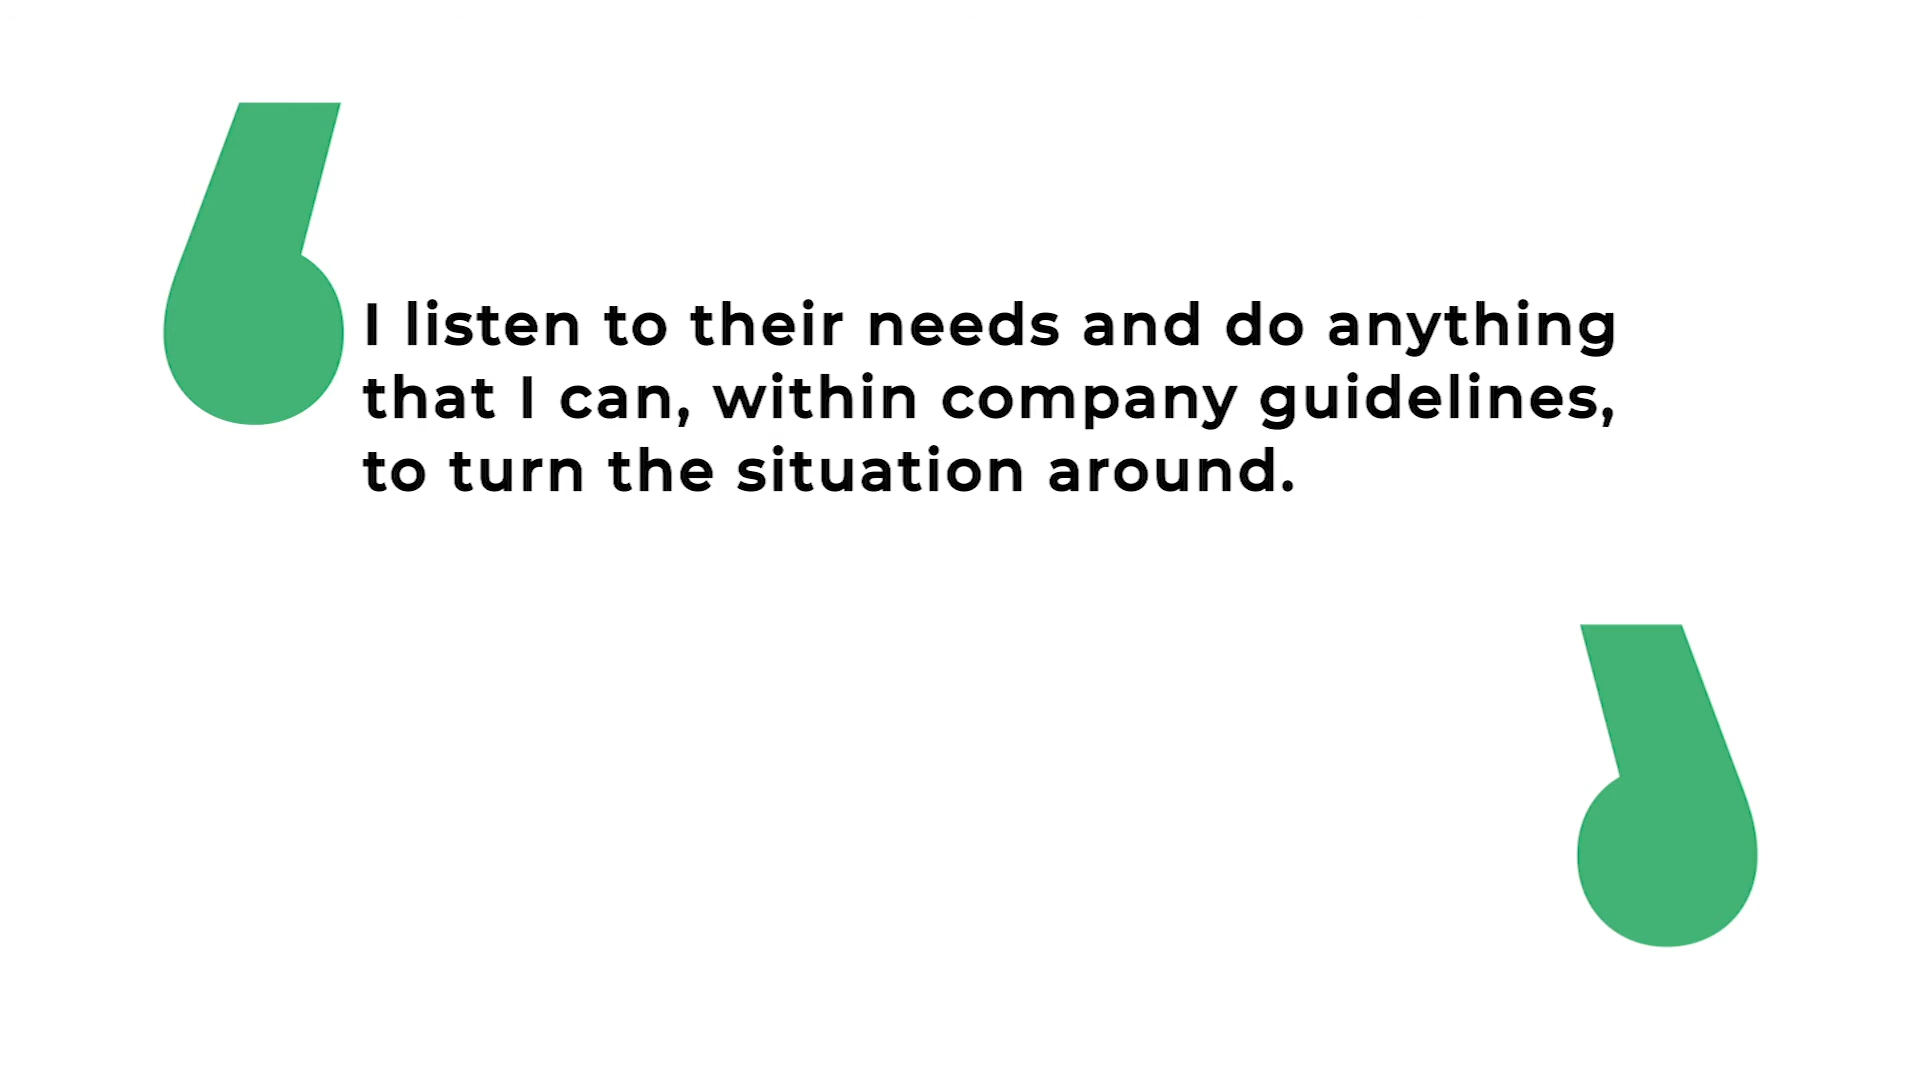 I listen to their needs and do anything
that I can, within company guidelines,
to turn the situation around.